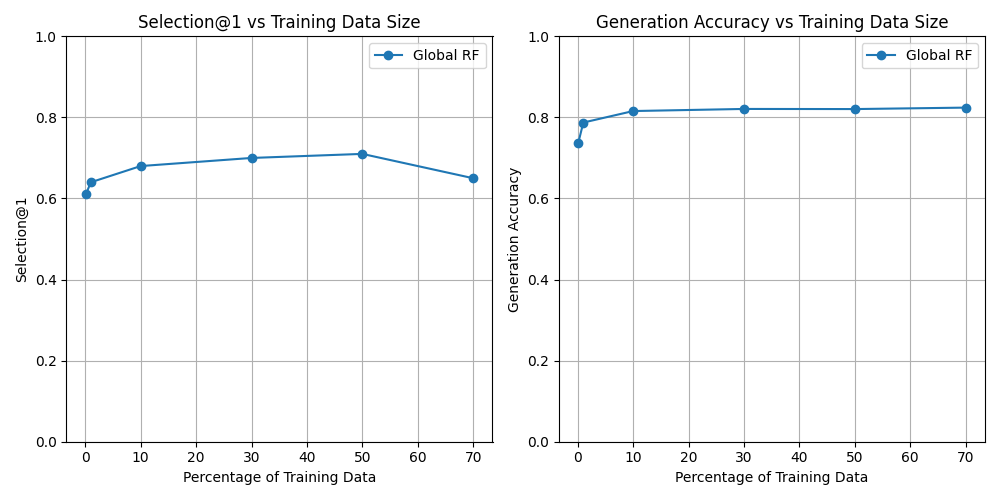 Selection@1 vs Training Data Size
Global RF
1.0
0.8
0.6
0.4
0.2
0.0
Selection@1
0 10 20 30 40 50 60 70
Percentage of Training Data
Generation Accuracy vs Training Data Size
Global RF
1.0
0.8
0.6
0.4
0.2
0.0
Generation Accuracy
0 10 20 30 40 50 60 70
Percentage of Training Data